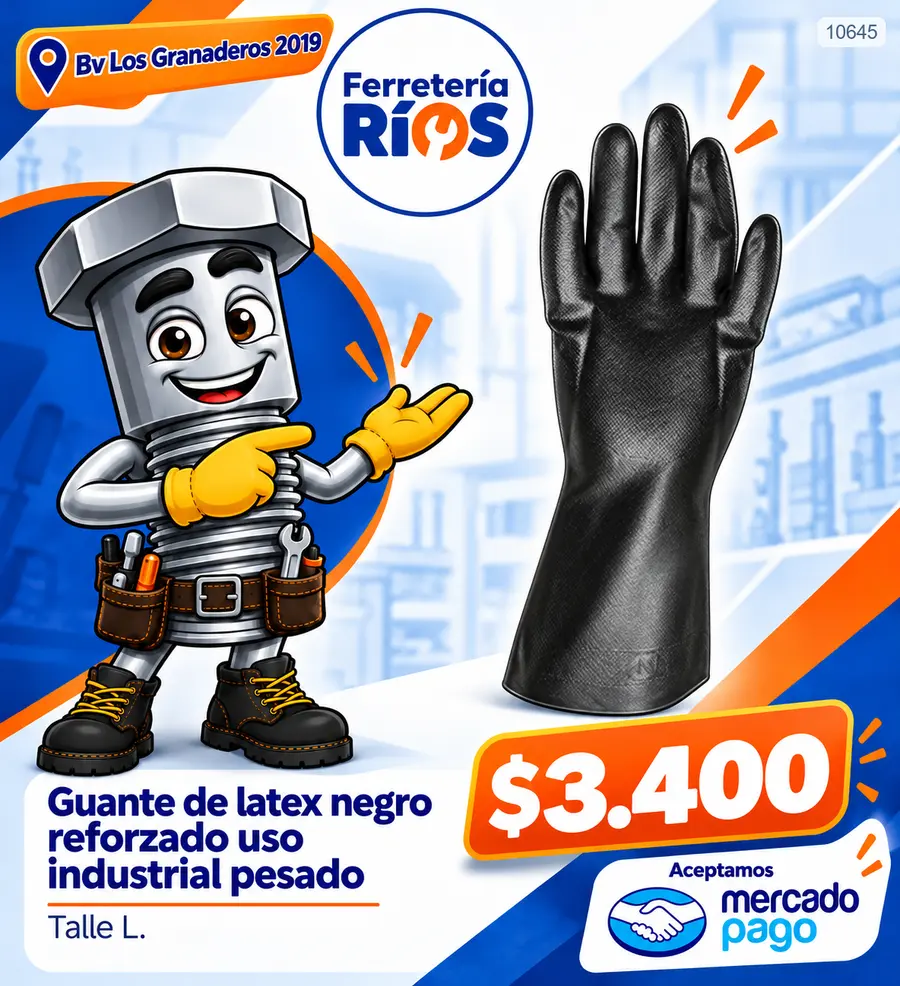 Bv Los Granaderos 2019
Ferretería
RÍOS
10645
$3.400
Guante de latex negro
reforzado uso
industrial pesado
Talle L.
Aceptamos
mercado
pago